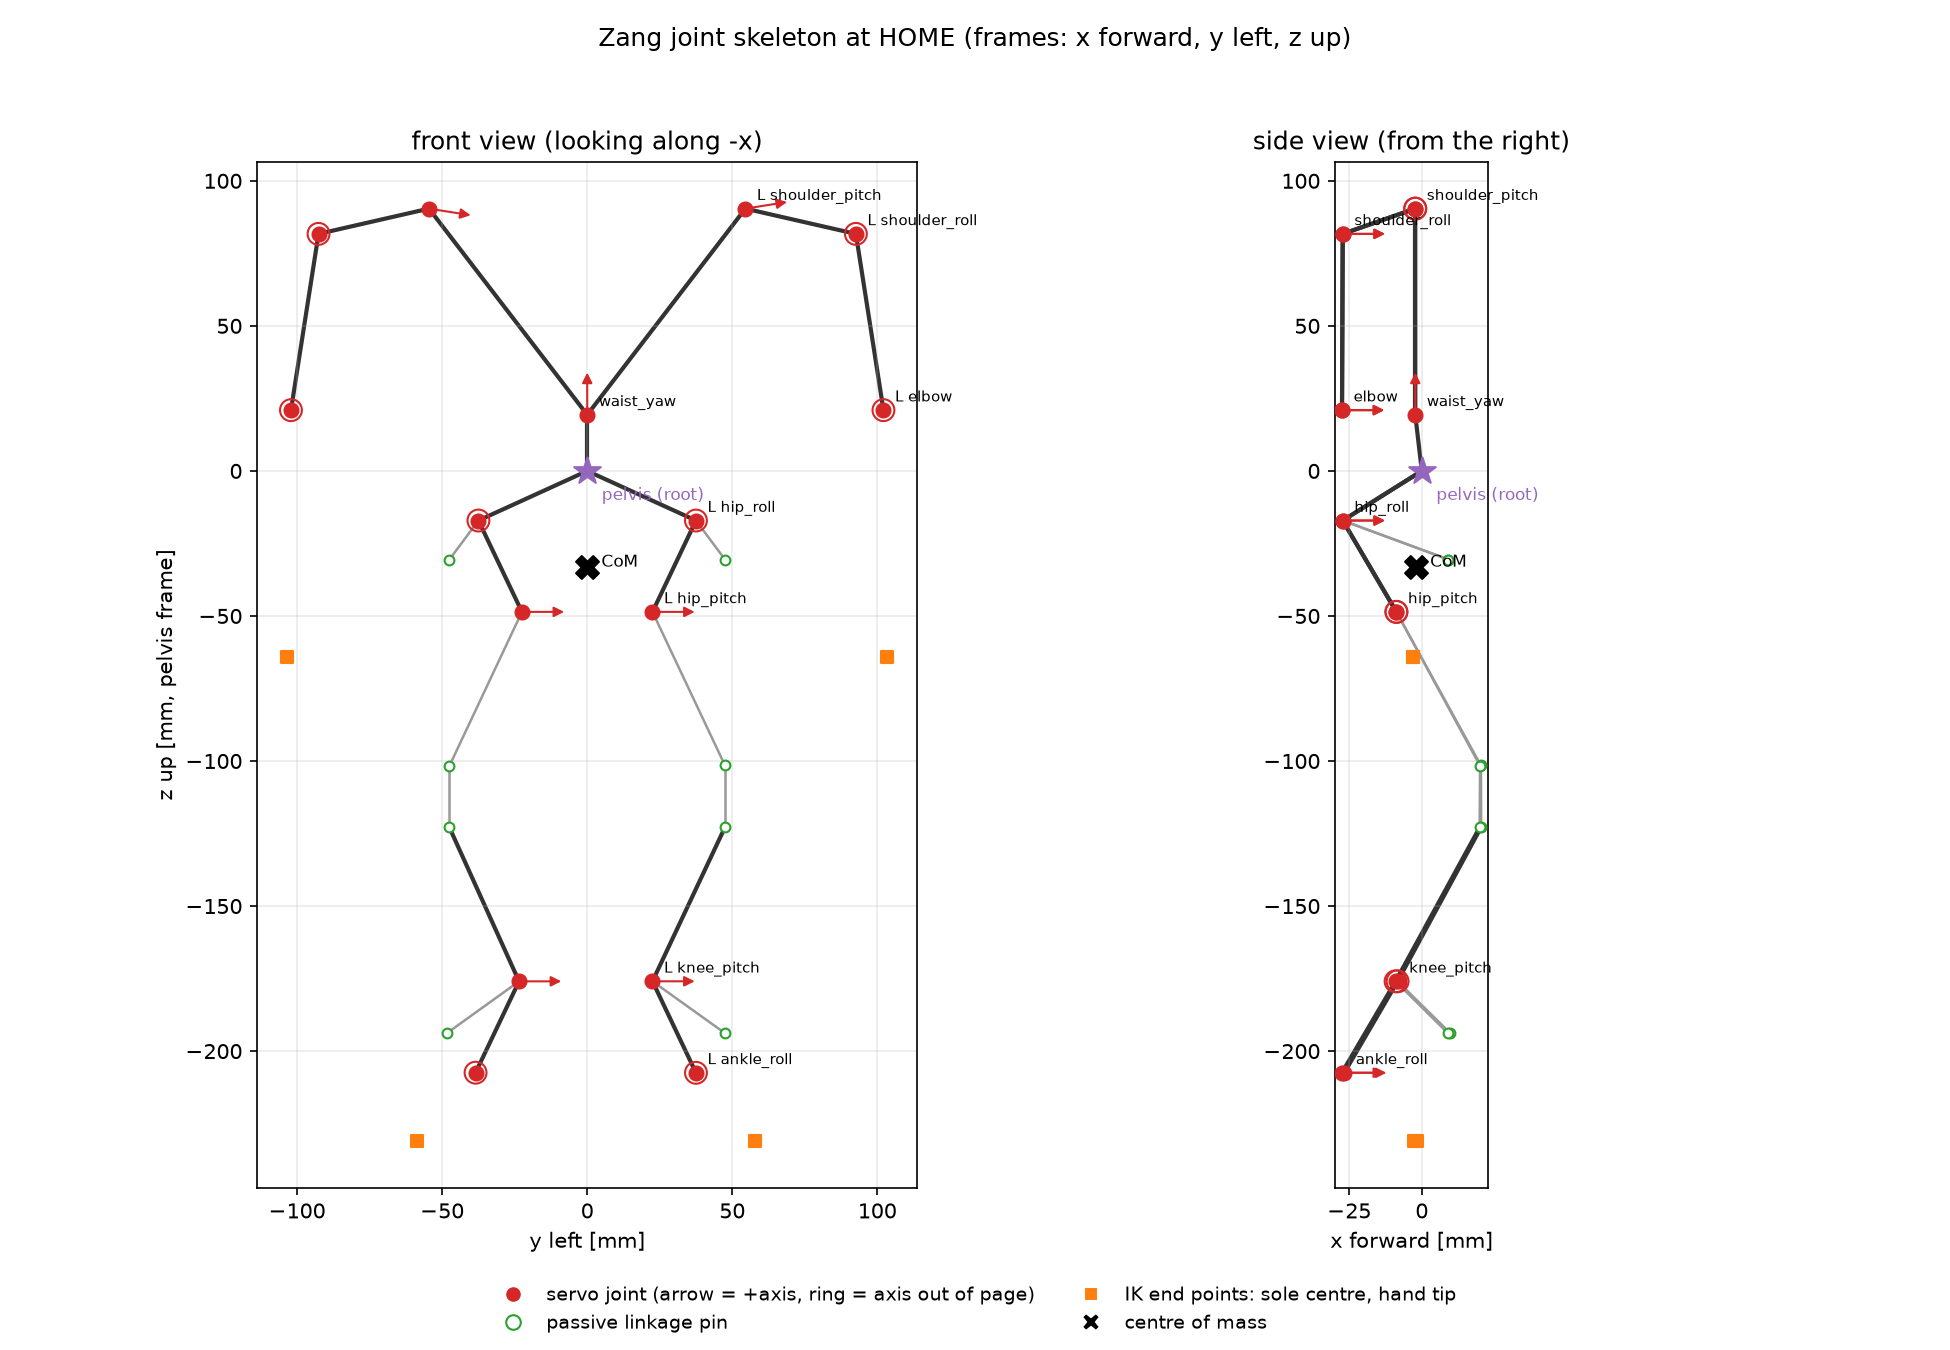 Zang joint skeleton at HOME (frames: x forward, y left, z up)
front view (looking along -x)
side view (from the right)
100
50
0
−50
−100
−150
−200
z up [mm, pelvis frame]
L shoulder_pitch
L shoulder_roll
L elbow
waist_yaw
pelvis (root)
L hip_roll
CoM
L hip_pitch
L knee_pitch
L ankle_roll
−100
−50
0
50
100
y left [mm]
100
50
0
−50
−100
−150
−200
shoulder_pitch
shoulder_roll
elbow
waist_yaw
pelvis (root)
hip_roll
CoM
hip_pitch
knee_pitch
ankle_roll
−25
0
x forward [mm]
servo joint (arrow = +axis, ring = axis out of page)
passive linkage pin
IK end points: sole centre, hand tip
centre of mass